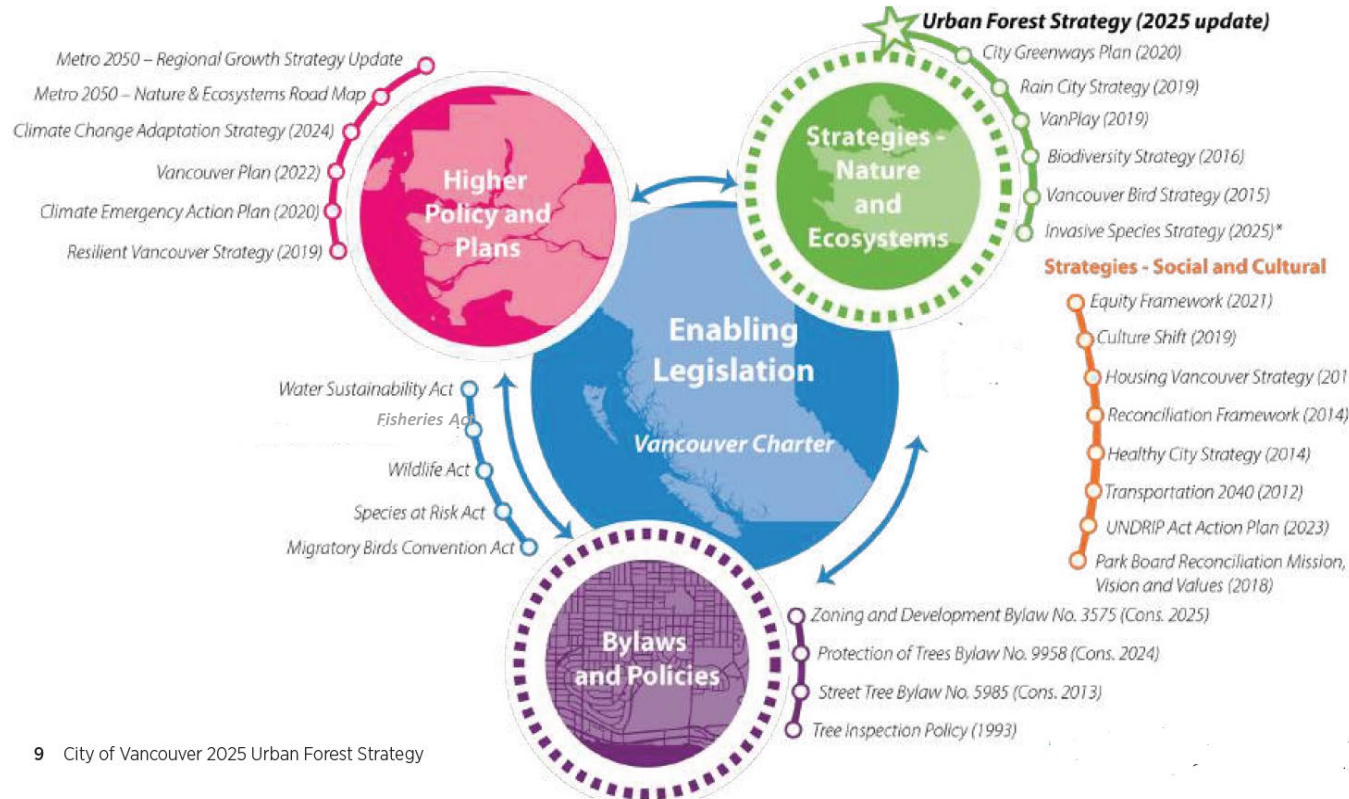 Urban Forest Strategy (2025 update)
City Greenways Plan (2020)
Rain City Strategy (2019)
VanPlay (2019)
Biodiversity Strategy (2016)
Vancouver Bird Strategy (2015)
Invasive Species Strategy (2025)*
Metro 2050 – Regional Growth Strategy Update
Metro 2050 – Nature & Ecosystems Road Map
Climate Change Adaptation Strategy (2024)
Vancouver Plan (2022)
Climate Emergency Action Plan (2020)
Resilient Vancouver Strategy (2019)
Higher
Policy and
Plans
Strategies -
Nature
and
Ecosystems
Strategies - Social and Cultural
Equity Framework (2021)
Culture Shift (2019)
Housing Vancouver Strategy (201
Reconciliation Framework (2014)
Healthy City Strategy (2014)
Transportation 2040 (2012)
UNDRIP Act Action Plan (2023)
Park Board Reconciliation Mission,
Vision and Values (2018)
Enabling
Legislation
Vancouver Charter
Water Sustainability Act
Fisheries Act
Wildlife Act
Species at Risk Act
Migratory Birds Convention Act
Bylaws
and Policies
Zoning and Development Bylaw No. 3575 (Cons. 2025)
Protection of Trees Bylaw No. 9958 (Cons. 2024)
Street Tree Bylaw No. 5985 (Cons. 2013)
Tree Inspection Policy (1993)
9 City of Vancouver 2025 Urban Forest Strategy